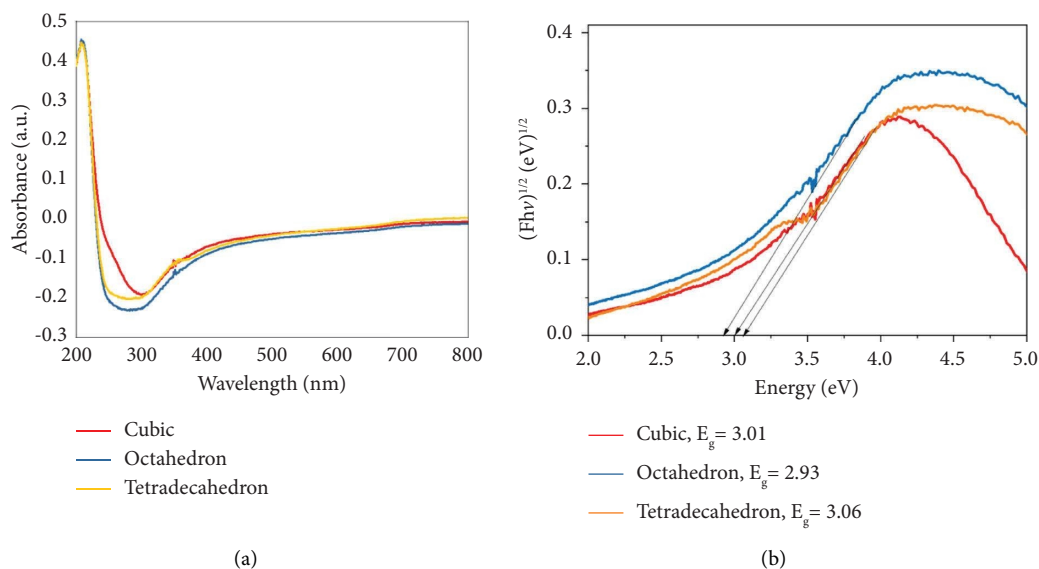 0.5
0.4
0.3
0.2
0.1
0.0
-0.1
-0.2
-0.3
Absorbance (a.u.)
200 300 400 500 600 700 800
Wavelength (nm)
Cubic
Octahedron
Tetradecahedron
(a)
0.4
0.3
0.2
0.1
0.0
(Fhν)^1/2 (eV)^1/2
2.0 2.5 3.0 3.5 4.0 4.5 5.0
Energy (eV)
Cubic, E_g= 3.01
Octahedron, E_g= 2.93
Tetradecahedron, E_g= 3.06
(b)